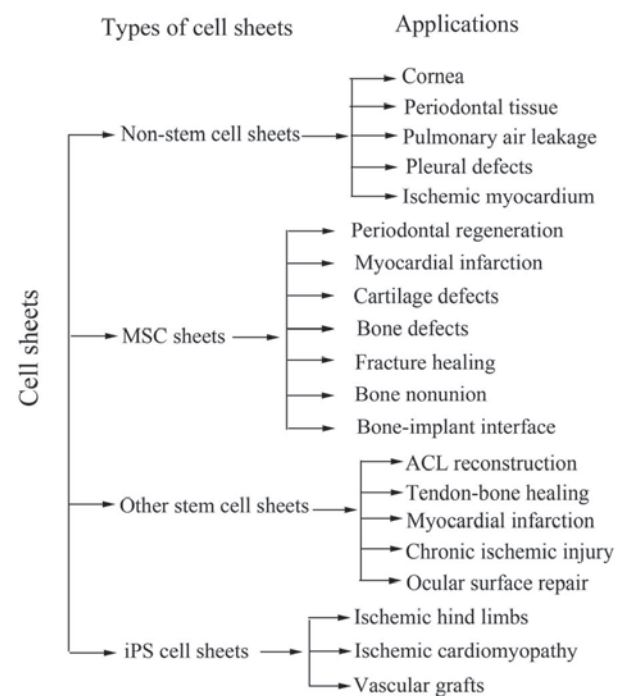 Types of cell sheets
Applications
Cell sheets
Non-stem cell sheets
Cornea
Periodontal tissue
Pulmonary air leakage
Pleural defects
Ischemic myocardium
MSC sheets
Periodontal regeneration
Myocardial infarction
Cartilage defects
Bone defects
Fracture healing
Bone nonunion
Bone-implant interface
Other stem cell sheets
ACL reconstruction
Tendon-bone healing
Myocardial infarction
Chronic ischemic injury
Ocular surface repair
iPS cell sheets
Ischemic hind limbs
Ischemic cardiomyopathy
Vascular grafts